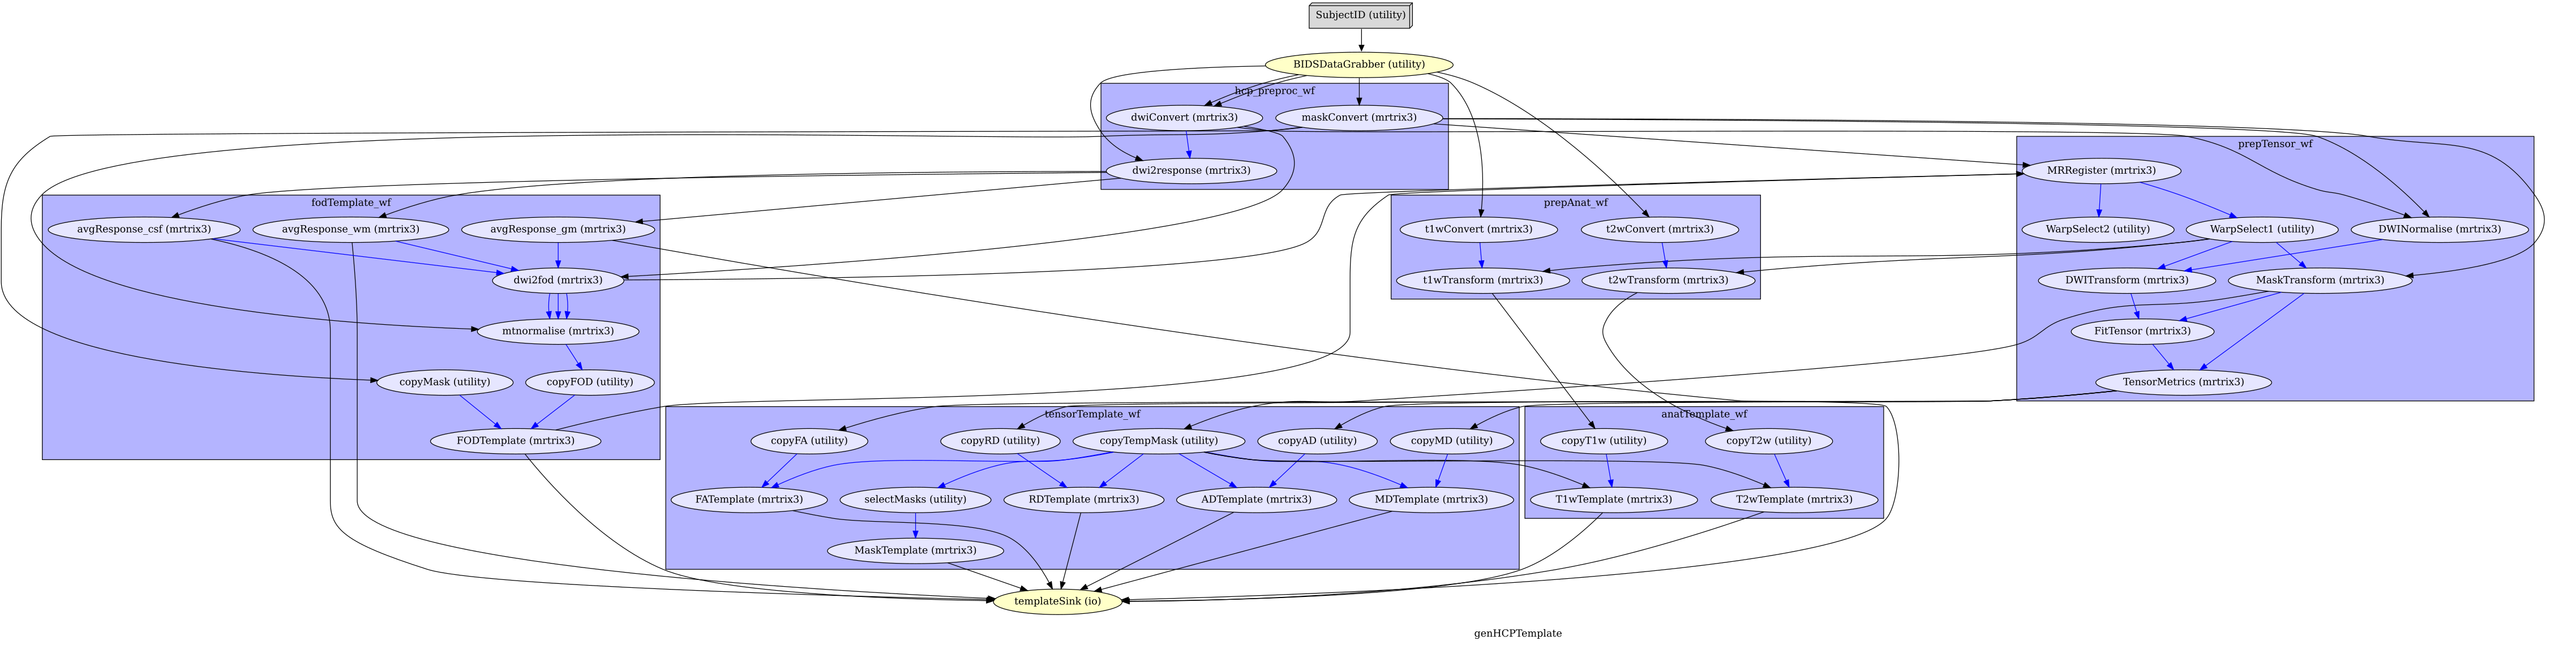 SubjectID (utility)
BIDSDataGrabber (utility)
hcp_preproc_wf
dwiConvert (mrtrix3)
maskConvert (mrtrix3)
dwi2response (mrtrix3)
prepTensor_wf
MRRegister (mrtrix3)
WarpSelect2 (utility)
WarpSelect1 (utility)
DWINormalise (mrtrix3)
DWITransform (mrtrix3)
MaskTransform (mrtrix3)
FitTensor (mrtrix3)
TensorMetrics (mrtrix3)
fodTemplate_wf
avgResponse_csf (mrtrix3)
avgResponse_wm (mrtrix3)
avgResponse_gm (mrtrix3)
dwi2fod (mrtrix3)
mtnormalise (mrtrix3)
copyMask (utility)
copyFOD (utility)
FODTemplate (mrtrix3)
prepAnat_wf
t1wConvert (mrtrix3)
t2wConvert (mrtrix3)
t1wTransform (mrtrix3)
t2wTransform (mrtrix3)
tensorTemplate_wf
copyFA (utility)
copyRD (utility)
copyTempMask (utility)
copyAD (utility)
copyMD (utility)
FATemplate (mrtrix3)
selectMasks (utility)
RDTemplate (mrtrix3)
ADTemplate (mrtrix3)
MDTemplate (mrtrix3)
MaskTemplate (mrtrix3)
anatTemplate_wf
copyT1w (utility)
copyT2w (utility)
T1wTemplate (mrtrix3)
T2wTemplate (mrtrix3)
templateSink (io)
genHCPTemplate